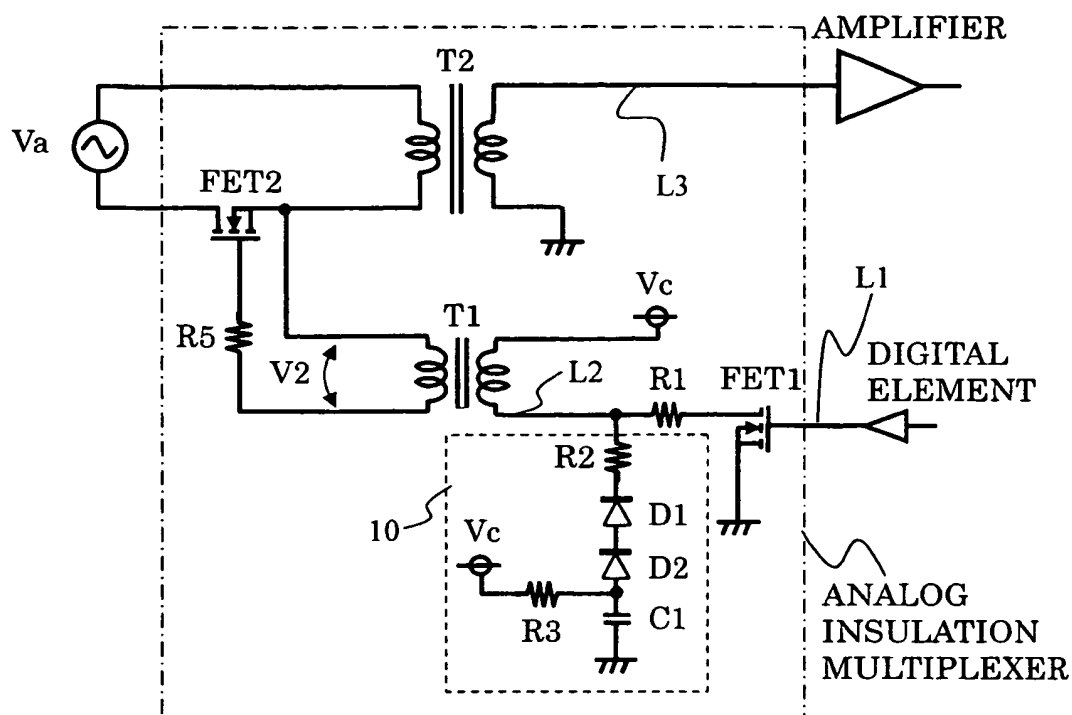 AMPLIFIER
T2
Va
FET2
L3
Vc
L1
T1
R5
V2
L2
R1
FET1
DIGITAL
ELEMENT
R2
10
D1
Vc
D2
R3
C1
ANALOG
INSULATION
MULTIPLEXER